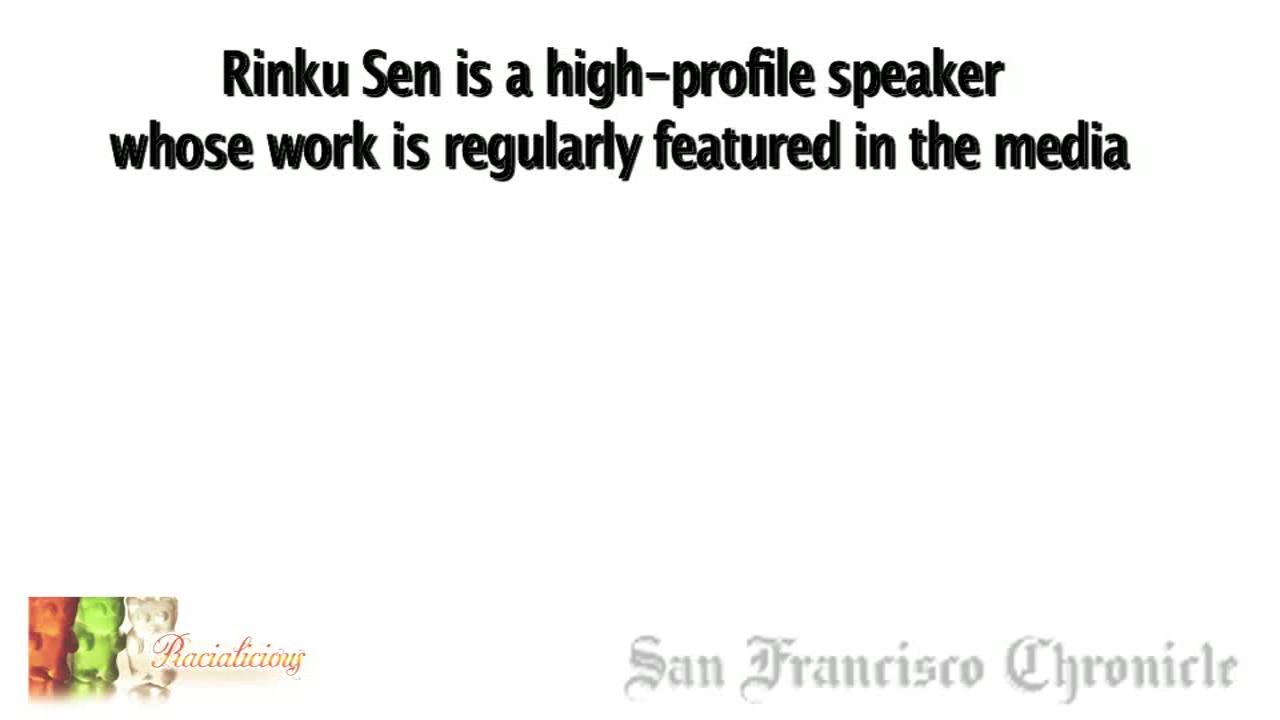 Rinku Sen is a high-profile speaker
whose work is regularly featured in the media
Racialicious
San Francisco Chronicle